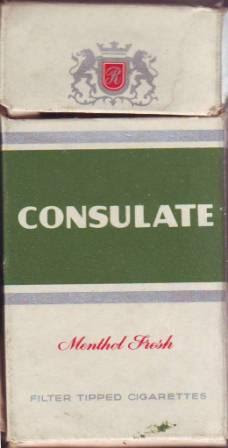 R
CONSULATE
Menthol Fresh
FILTER TIPPED CIGARETTES